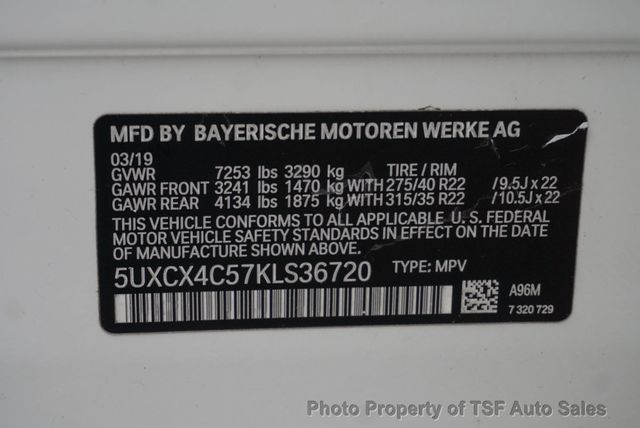 MFD BY BAYERISCHE MOTOREN WERKE AG
03/19
GVWR 7253 lbs 3290 kg TIRE / RIM
GAWR FRONT 3241 lbs 1470 kg WITH 275/40 R22 /9.5J x 22
GAWR REAR 4134 lbs 1875 kg WITH 315/35 R22 /10.5J x 22
THIS VEHICLE CONFORMS TO ALL APPLICABLE U. S. FEDERAL
MOTOR VEHICLE SAFETY STANDARDS IN EFFECT ON THE DATE
OF MANUFACTURE SHOWN ABOVE.
5UXCX4C57KLS36720 TYPE: MPV
A96M
7 320 729
Photo Property of TSF Auto Sales